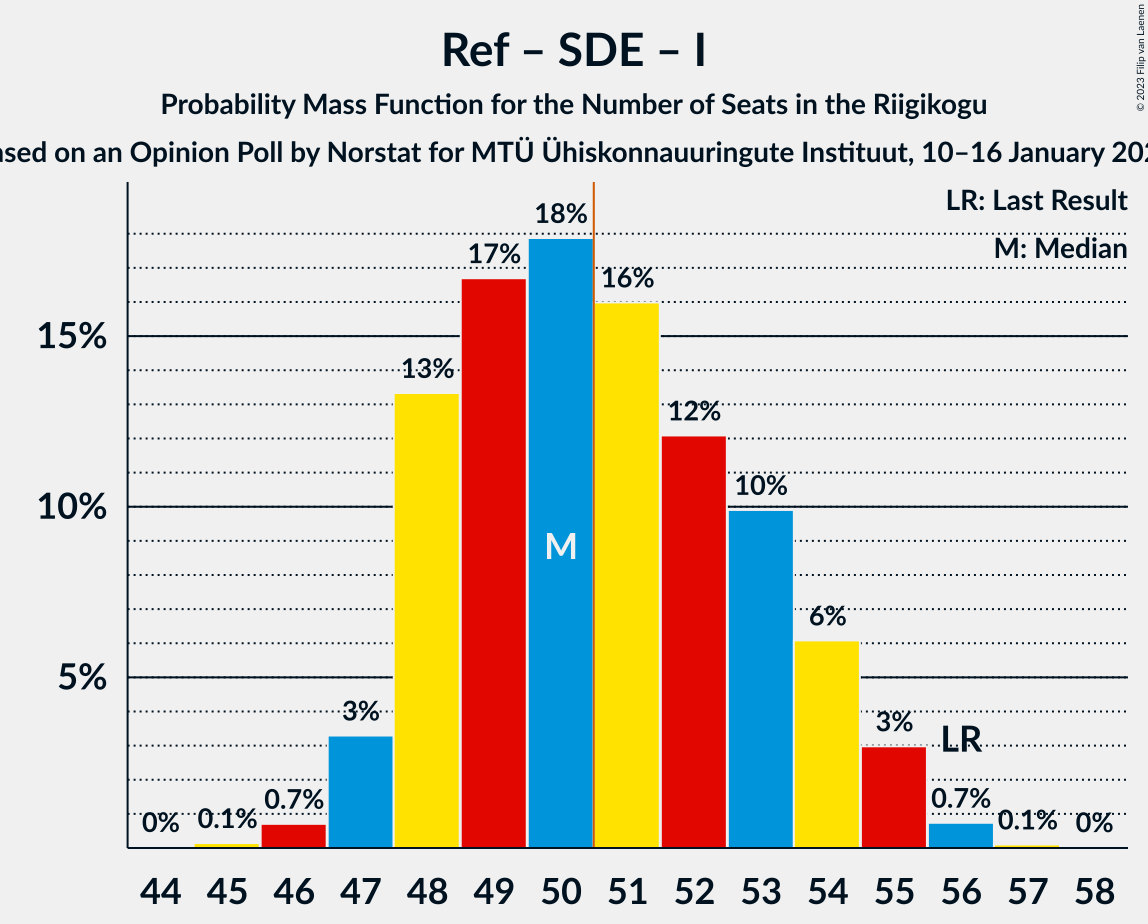 Ref – SDE – I
Probability Mass Function for the Number of Seats in the Riigikogu
on an Opinion Poll by Norstat for MTÜ Ühiskonnauuringute Instituut, 10–16 January
© 2023 Filip van Laenen
LR: Last Result
M: Median
18%
17%
16%
15%
13%
12%
10%
10%
M
6%
5%
3%
3%
LR
0% 0.1% 0.7% 0.7% 0.1% 0%
44 45 46 47 48 49 50 51 52 53 54 55 56 57 58